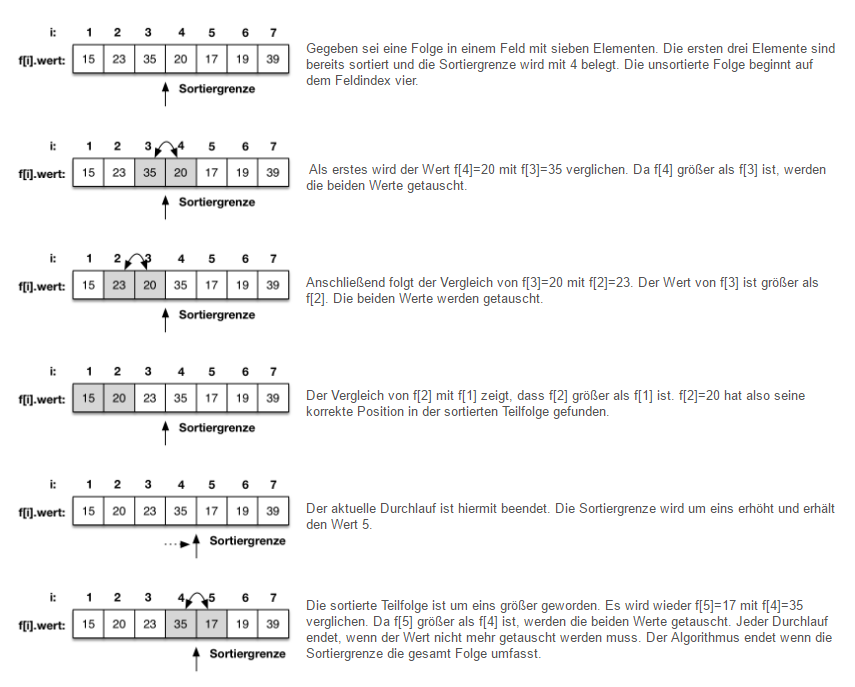 i: 1 2 3 4 5 6 7
f[i].wert: 15 23 35 20 17 19 39
Sortiergrenze
Gegeben sei eine Folge in einem Feld mit sieben Elementen. Die ersten drei Elemente sind
bereits sortiert und die Sortiergrenze wird mit 4 belegt. Die unsortierte Folge beginnt auf
dem Feldindex vier.
i: 1 2 3 4 5 6 7
f[i].wert: 15 23 35 20 17 19 39
Sortiergrenze
Als erstes wird der Wert f[4]=20 mit f[3]=35 verglichen. Da f[4] größer als f[3] ist, werden
die beiden Werte getauscht.
i: 1 2 3 4 5 6 7
f[i].wert: 15 23 20 35 17 19 39
Sortiergrenze
Anschließend folgt der Vergleich von f[3]=20 mit f[2]=23. Der Wert von f[3] ist größer als
f[2]. Die beiden Werte werden getauscht.
i: 1 2 3 4 5 6 7
f[i].wert: 15 20 23 35 17 19 39
Sortiergrenze
Der Vergleich von f[2] mit f[1] zeigt, dass f[2] größer als f[1] ist. f[2]=20 hat also seine
korrekte Position in der sortierten Teilfolge gefunden.
i: 1 2 3 4 5 6 7
f[i].wert: 15 20 23 35 17 19 39
Sortiergrenze
Der aktuelle Durchlauf ist hiermit beendet. Die Sortiergrenze wird um eins erhöht und erhält
den Wert 5.
i: 1 2 3 4 5 6 7
f[i].wert: 15 20 23 35 17 19 39
Sortiergrenze
Die sortierte Teilfolge ist um eins größer geworden. Es wird wieder f[5]=17 mit f[4]=35
verglichen. Da f[5] größer als f[4] ist, werden die beiden Werte getauscht. Jeder Durchlauf
endet, wenn der Wert nicht mehr getauscht werden muss. Der Algorithmus endet wenn die
Sortiergrenze die gesamt Folge umfasst.